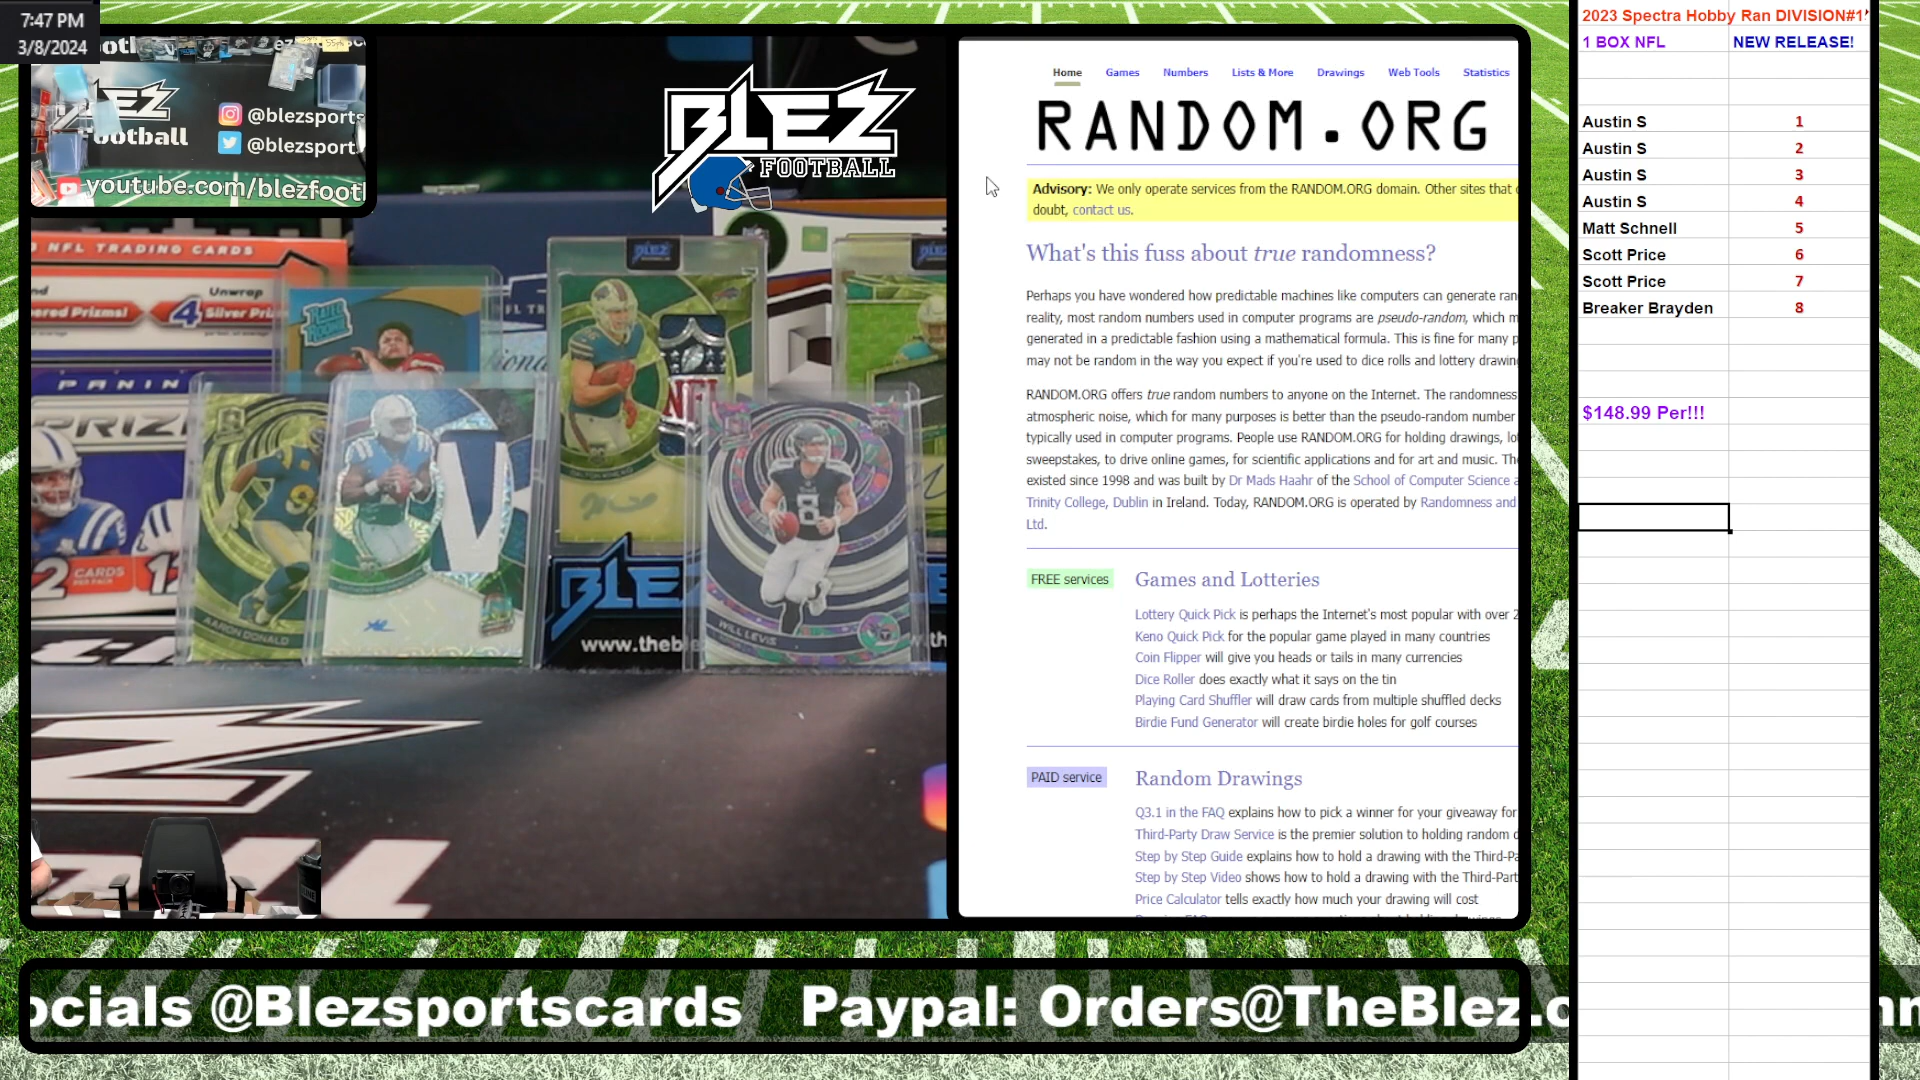 7:47 PM
3/8/2024
BLEZ
Football
@blezsports
@blezsport
youtube.com/blezfootl
BLEZ
FOOTBALL
NFL TRADING CARDS
Unwrap
ered Prizms!
4
Silver Pri
PANINI
PRIZ
2 CARDS
RATED ROOKIE
AARON DONALD
BLEZ
www.theble
WILL LEVIS
8
Home Games Numbers Lists & More Drawings Web Tools Statistics
RANDOM.ORG
Advisory: We only operate services from the RANDOM.ORG domain. Other sites that
doubt, contact us.
What's this fuss about true randomness?
Perhaps you have wondered how predictable machines like computers can generate ran
reality, most random numbers used in computer programs are pseudo-random, which m
generated in a predictable fashion using a mathematical formula. This is fine for many p
may not be random in the way you expect if you're used to dice rolls and lottery drawin
RANDOM.ORG offers true random numbers to anyone on the Internet. The randomness
atmospheric noise, which for many purposes is better than the pseudo-random number
typically used in computer programs. People use RANDOM.ORG for holding drawings, lot
sweepstakes, to drive online games, for scientific applications and for art and music. The
existed since 1998 and was built by Dr Mads Haahr of the School of Computer Science a
Trinity College, Dublin in Ireland. Today, RANDOM.ORG is operated by Randomness and
Ltd.
FREE services
Games and Lotteries
Lottery Quick Pick is perhaps the Internet's most popular with over 2
Keno Quick Pick for the popular game played in many countries
Coin Flipper will give you heads or tails in many currencies
Dice Roller does exactly what it says on the tin
Playing Card Shuffler will draw cards from multiple shuffled decks
Birdie Fund Generator will create birdie holes for golf courses
PAID service
Random Drawings
Q3.1 in the FAQ explains how to pick a winner for your giveaway for
Third-Party Draw Service is the premier solution to holding random d
Step by Step Guide explains how to hold a drawing with the Third-Pa
Step by Step Video shows how to hold a drawing with the Third-Part
Price Calculator tells exactly how much your drawing will cost
2023 Spectra Hobby Ran DIVISION#1
1 BOX NFL NEW RELEASE!
Austin S 1
Austin S 2
Austin S 3
Austin S 4
Matt Schnell 5
Scott Price 6
Scott Price 7
Breaker Brayden 8
$148.99 Per!!!
ocials @Blezsportscards Paypal: Orders@TheBlez.c